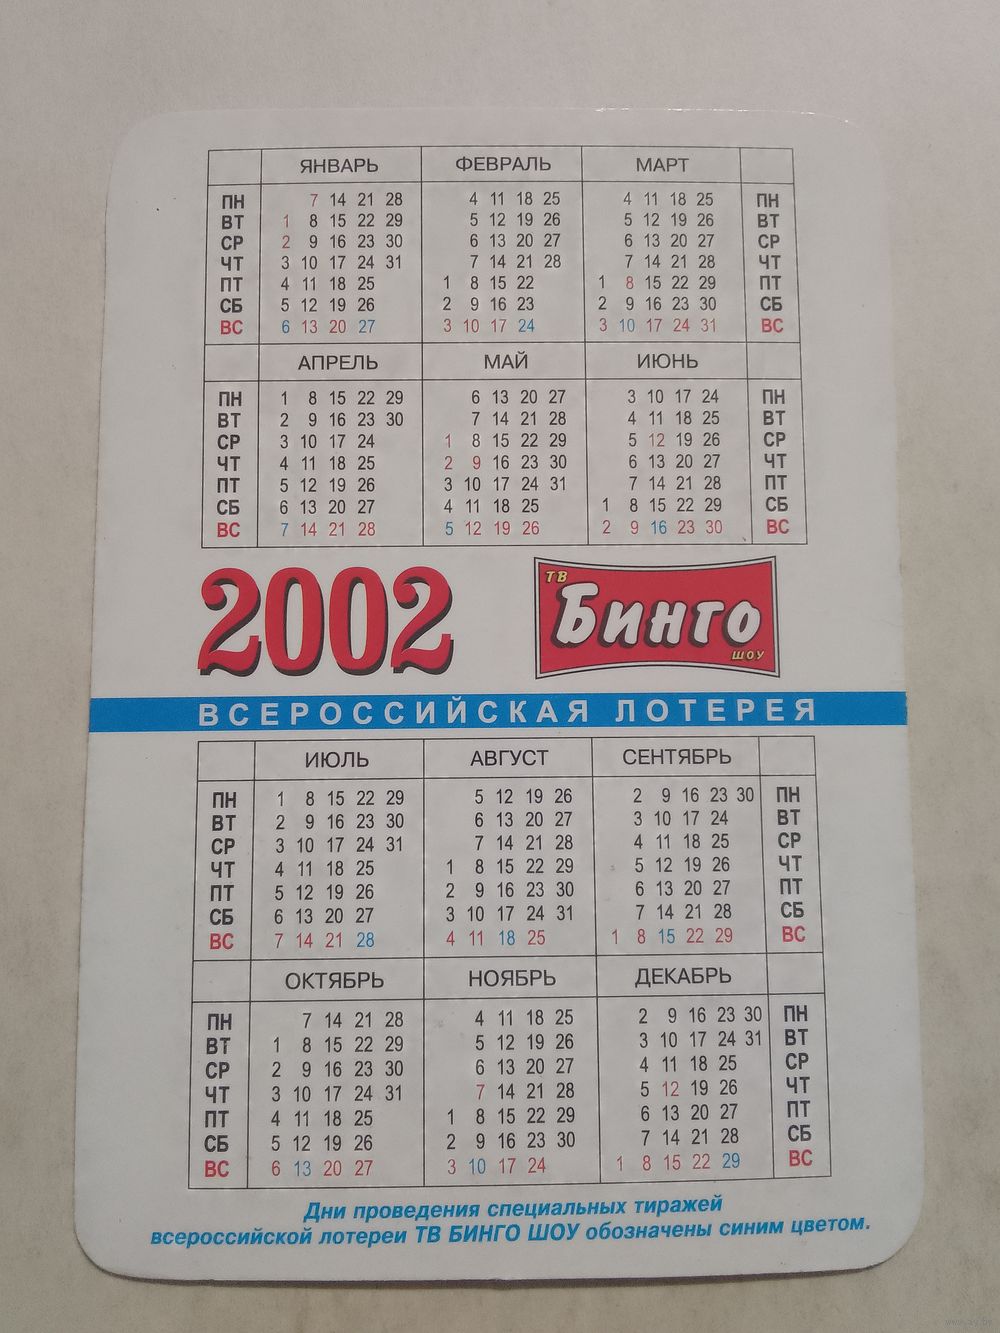 ЯНВАРЬ ФЕВРАЛЬ МАРТ
ПН 7 14 21 28 4 11 18 25 4 11 18 25 ПН
ВТ 1 8 15 22 29 5 12 19 26 5 12 19 26 ВТ
СР 2 9 16 23 30 6 13 20 27 6 13 20 27 СР
ЧТ 3 10 17 24 31 7 14 21 28 7 14 21 28 ЧТ
ПТ 4 11 18 25 1 8 15 22 1 8 15 22 29 ПТ
СБ 5 12 19 26 2 9 16 23 2 9 16 23 30 СБ
ВС 6 13 20 27 3 10 17 24 3 10 17 24 31 ВС
АПРЕЛЬ МАЙ ИЮНЬ
ПН 1 8 15 22 29 6 13 20 27 3 10 17 24 ПН
ВТ 2 9 16 23 30 7 14 21 28 4 11 18 25 ВТ
СР 3 10 17 24 1 8 15 22 29 5 12 19 26 СР
ЧТ 4 11 18 25 2 9 16 23 30 6 13 20 27 ЧТ
ПТ 5 12 19 26 3 10 17 24 31 7 14 21 28 ПТ
СБ 6 13 20 27 4 11 18 25 1 8 15 22 29 СБ
ВС 7 14 21 28 5 12 19 26 2 9 16 23 30 ВС
2002
ТВ
Бинго
ШОУ
ВСЕРОССИЙСКАЯ ЛОТЕРЕЯ
ИЮЛЬ АВГУСТ СЕНТЯБРЬ
ПН 1 8 15 22 29 5 12 19 26 2 9 16 23 30 ПН
ВТ 2 9 16 23 30 6 13 20 27 3 10 17 24 ВТ
СР 3 10 17 24 31 7 14 21 28 4 11 18 25 СР
ЧТ 4 11 18 25 1 8 15 22 29 5 12 19 26 ЧТ
ПТ 5 12 19 26 2 9 16 23 30 6 13 20 27 ПТ
СБ 6 13 20 27 3 10 17 24 31 7 14 21 28 СБ
ВС 7 14 21 28 4 11 18 25 1 8 15 22 29 ВС
ОКТЯБРЬ НОЯБРЬ ДЕКАБРЬ
ПН 7 14 21 28 4 11 18 25 2 9 16 23 30 ПН
ВТ 1 8 15 22 29 5 12 19 26 3 10 17 24 31 ВТ
СР 2 9 16 23 30 6 13 20 27 4 11 18 25 СР
ЧТ 3 10 17 24 31 7 14 21 28 5 12 19 26 ЧТ
ПТ 4 11 18 25 1 8 15 22 29 6 13 20 27 ПТ
СБ 5 12 19 26 2 9 16 23 30 7 14 21 28 СБ
ВС 6 13 20 27 3 10 17 24 1 8 15 22 29 ВС
Дни проведения специальных тиражей
всероссийской лотереи ТВ БИНГО ШОУ обозначены синим цветом.